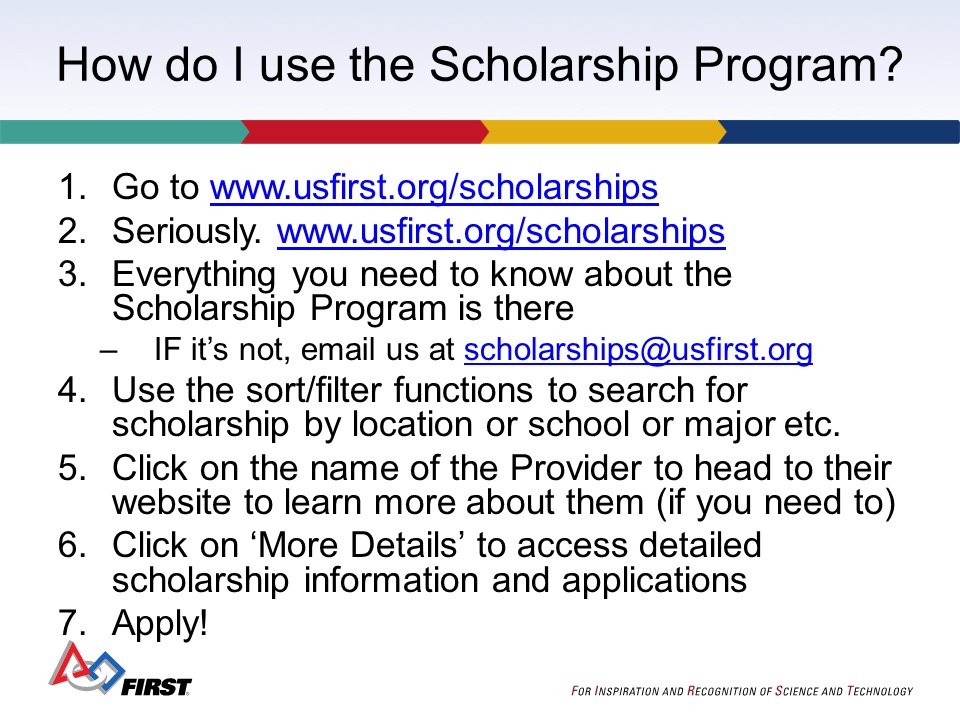 How do I use the Scholarship Program?
1. Go to www.usfirst.org/scholarships
2. Seriously. www.usfirst.org/scholarships
3. Everything you need to know about the
Scholarship Program is there
– IF it’s not, email us at scholarships@usfirst.org
4. Use the sort/filter functions to search for
scholarship by location or school or major etc.
5. Click on the name of the Provider to head to their
website to learn more about them (if you need to)
6. Click on ‘More Details’ to access detailed
scholarship information and applications
7. Apply!
FIRST®
FOR INSPIRATION AND RECOGNITION OF SCIENCE AND TECHNOLOGY